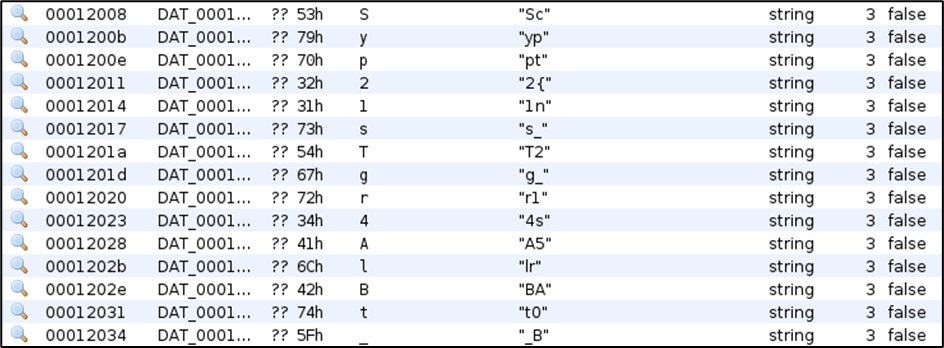 00012008 DAT_0001... ?? 53h S "Sc" string 3 false
0001200b DAT_0001... ?? 79h y "yp" string 3 false
0001200e DAT_0001... ?? 70h p "pt" string 3 false
00012011 DAT_0001... ?? 32h 2 "2{" string 3 false
00012014 DAT_0001... ?? 31h 1 "1n" string 3 false
00012017 DAT_0001... ?? 73h s "s_" string 3 false
0001201a DAT_0001... ?? 54h T "T2" string 3 false
0001201d DAT_0001... ?? 67h g "g_" string 3 false
00012020 DAT_0001... ?? 72h r "r1" string 3 false
00012023 DAT_0001... ?? 34h 4 "4s" string 3 false
00012028 DAT_0001... ?? 41h A "A5" string 3 false
0001202b DAT_0001... ?? 6Ch l "lr" string 3 false
0001202e DAT_0001... ?? 42h B "BA" string 3 false
00012031 DAT_0001... ?? 74h t "t0" string 3 false
00012034 DAT_0001... ?? 5Fh _ "_B" string 3 false